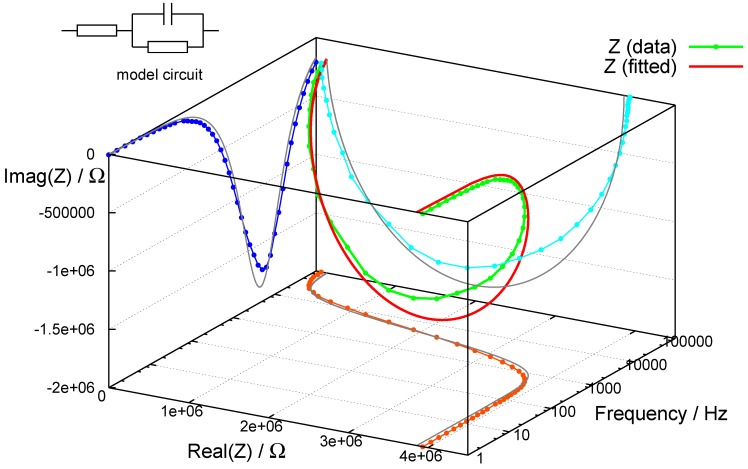 model circuit
Z (data)
Z (fitted)
0
Imag(Z) / Ω
-500000
-1e+06
-1.5e+06
-2e+06
0
1e+06
2e+06
3e+06
4e+06
Real(Z) / Ω
1
10
100
1000
10000
100000
Frequency / Hz